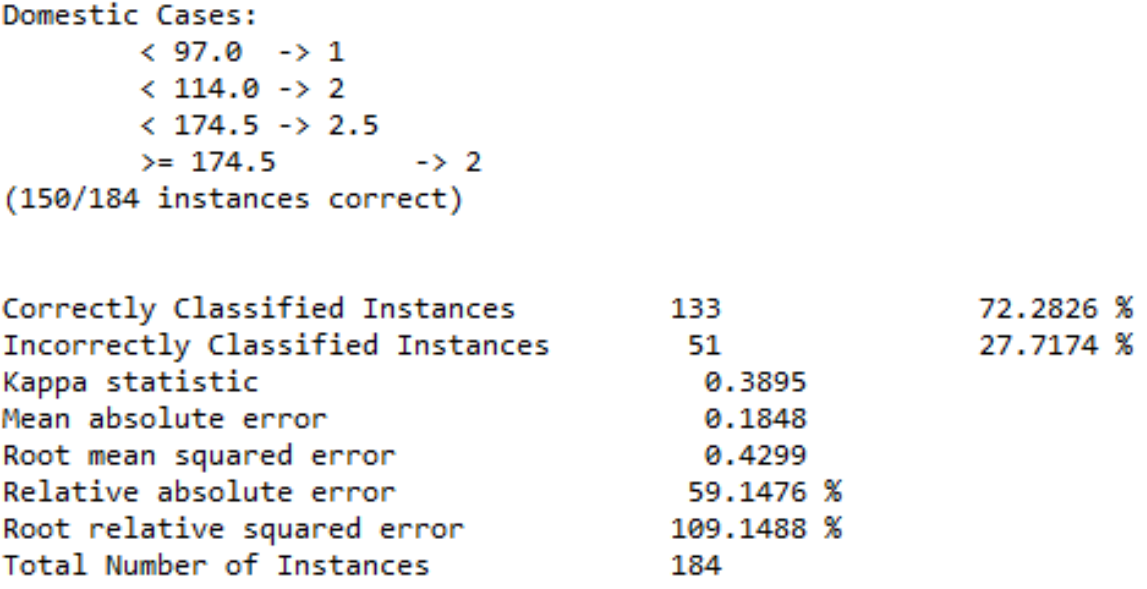 Domestic Cases:
< 97.0 -> 1
< 114.0 -> 2
< 174.5 -> 2.5
>= 174.5 -> 2
(150/184 instances correct)
Correctly Classified Instances 133 72.2826 %
Incorrectly Classified Instances 51 27.7174 %
Kappa statistic 0.3895
Mean absolute error 0.1848
Root mean squared error 0.4299
Relative absolute error 59.1476 %
Root relative squared error 109.1488 %
Total Number of Instances 184